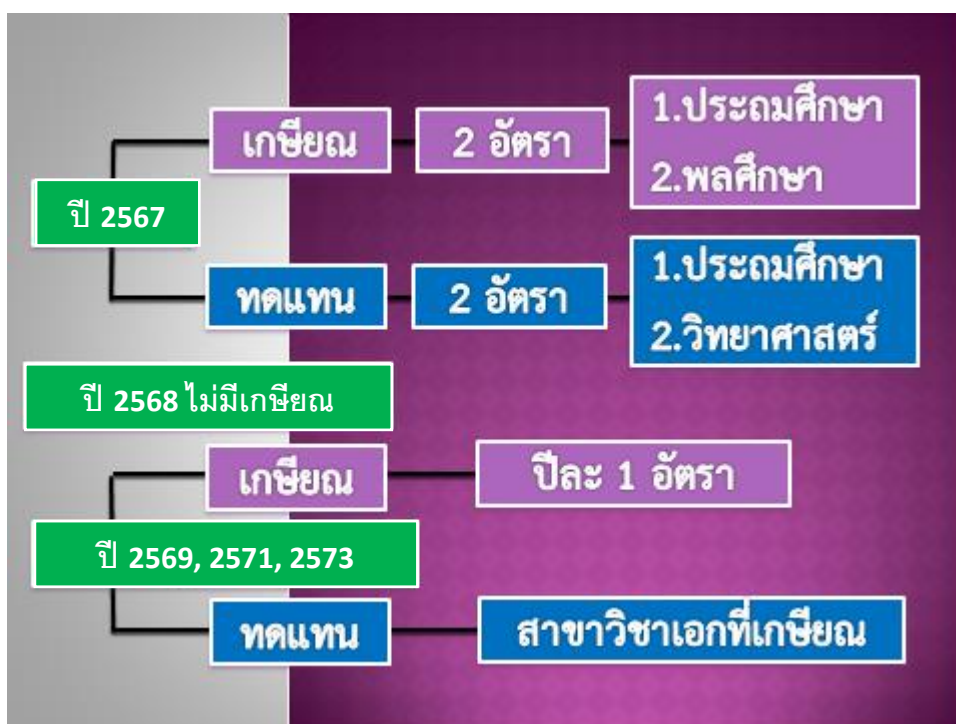 ปี 2567
เกษียณ
2 อัตรา
1.ประถมศึกษา
2.พลศึกษา
ทดแทน
2 อัตรา
1.ประถมศึกษา
2.วิทยาศาสตร์
ปี 2568 ไม่มีเกษียณ
ปี 2569, 2571, 2573
เกษียณ
ปีละ 1 อัตรา
ทดแทน
สาขาวิชาเอกที่เกษียณ